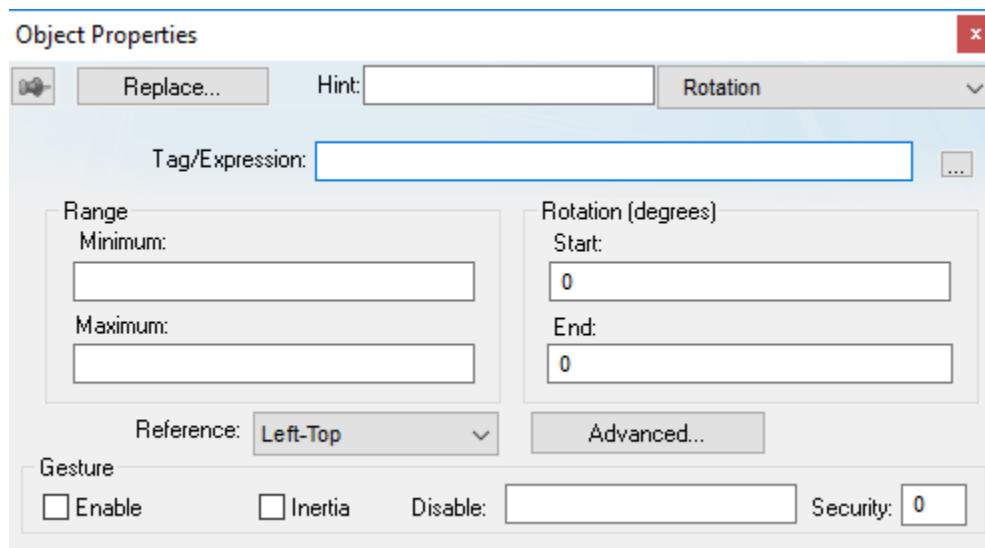 Object Properties x
Replace... Hint: Rotation
Tag/Expression: ...
Range Rotation (degrees)
Minimum: Start:
0
Maximum: End:
0
Reference: Left-Top Advanced...
Gesture
Enable Inertia Disable: Security: 0